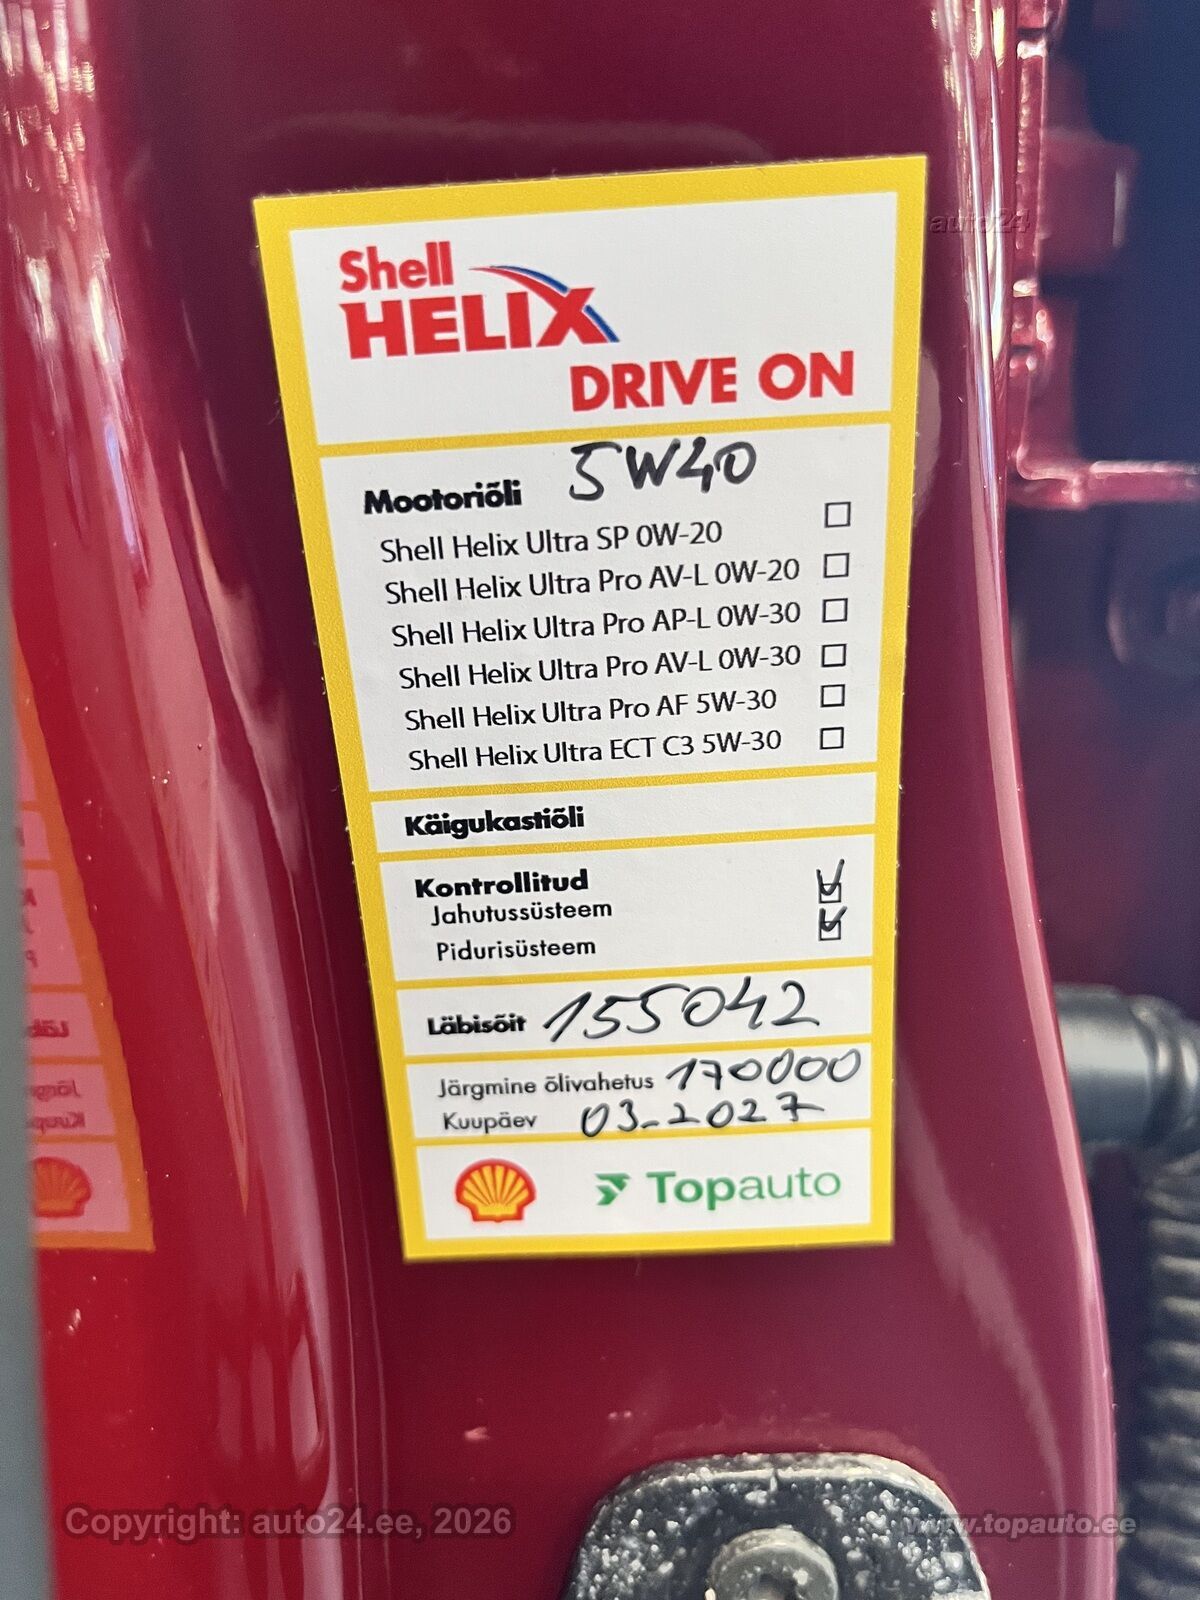 auto24
Shell
HELIX
DRIVE ON
Mootoriõli 5W40
Shell Helix Ultra SP 0W-20
Shell Helix Ultra Pro AV-L 0W-20
Shell Helix Ultra Pro AP-L 0W-30
Shell Helix Ultra Pro AV-L 0W-30
Shell Helix Ultra Pro AF 5W-30
Shell Helix Ultra ECT C3 5W-30
Käigukastiõli
Kontrollitud
Jahutussüsteem
Pidurisüsteem
Läbisõit 155042
Järgmine õlivahetus 170000
Kuupäev 03-2027
Topauto
Copyright: auto24.ee, 2026
www.topauto.ee